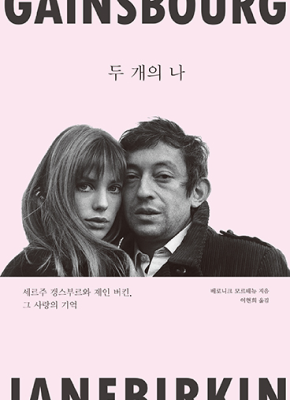 GAINSBOURG
두 개의 나
세르주 갱스부르와 제인 버킨,
그 사랑의 기억
베로니크 모르테뉴 지음
이현희 옮김
JANEBIRKIN